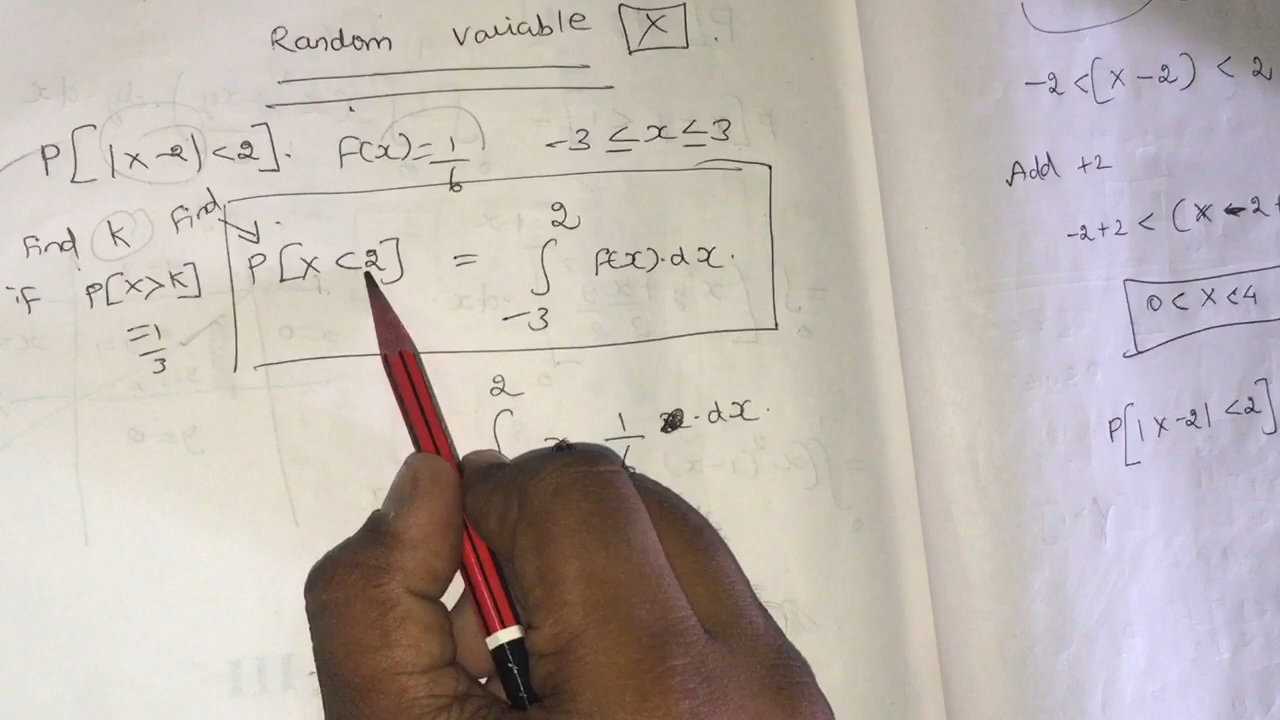 Random variable X.
P[|x-2|<2]. f(x)=1/6 -3≤x≤3
Find K Find
if P[x>K]
=1/3
P[x<2] = ∫_{-3}^{2} f(x).dx.
2
∫ 1/6 .dx.
-2<(x-2)<2
Add +2
-2+2<(x-2+
0<x<4
P[|x-2|<2]